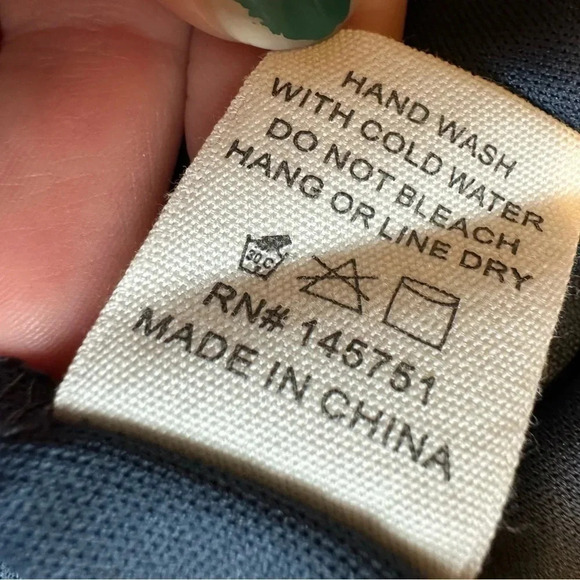 HAND WASH
WITH COLD WATER
DO NOT BLEACH
HANG OR LINE DRY
30.C
RN# 145751
MADE IN CHINA